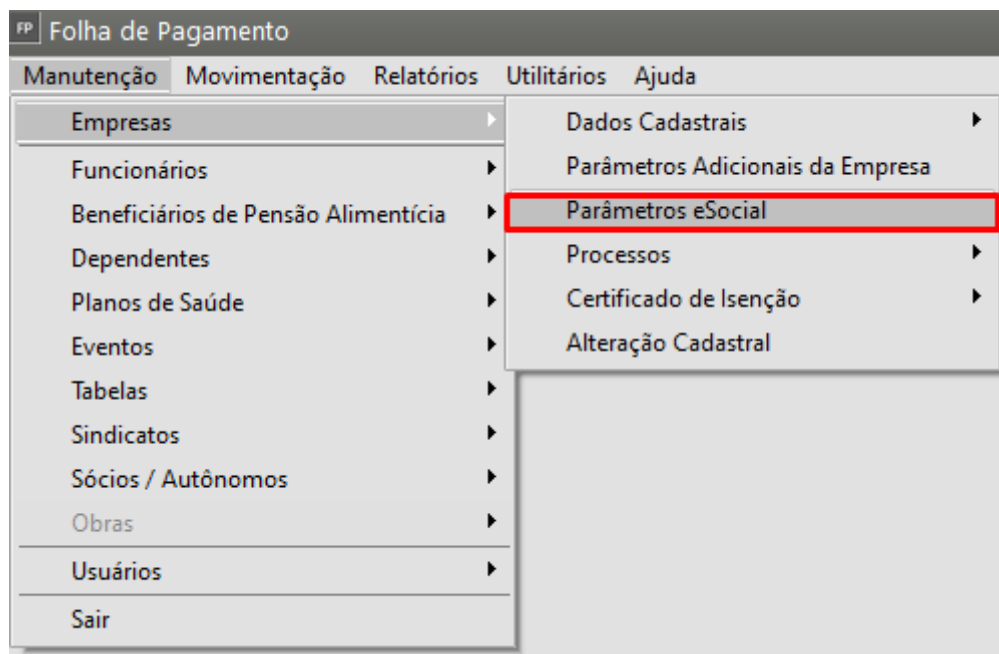 FP Folha de Pagamento
Manutenção Movimentação Relatórios Utilitários Ajuda
Empresas
Funcionários
Beneficiários de Pensão Alimentícia
Dependentes
Planos de Saúde
Eventos
Tabelas
Sindicatos
Sócios / Autônomos
Obras
Usuários
Sair
Dados Cadastrais
Parâmetros Adicionais da Empresa
Parâmetros eSocial
Processos
Certificado de Isenção
Alteração Cadastral